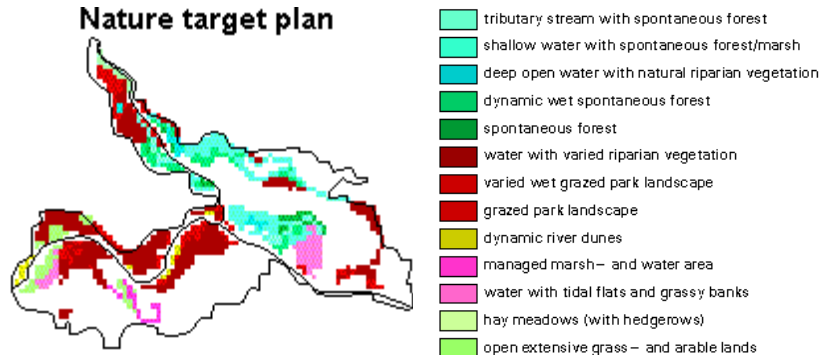 Nature target plan
tributary stream with spontaneous forest
shallow water with spontaneous forest/marsh
deep open water with natural riparian vegetation
dynamic wet spontaneous forest
spontaneous forest
water with varied riparian vegetation
varied wet grazed park landscape
grazed park landscape
dynamic river dunes
managed marsh– and water area
water with tidal flats and grassy banks
hay meadows (with hedgerows)
open extensive grass– and arable lands